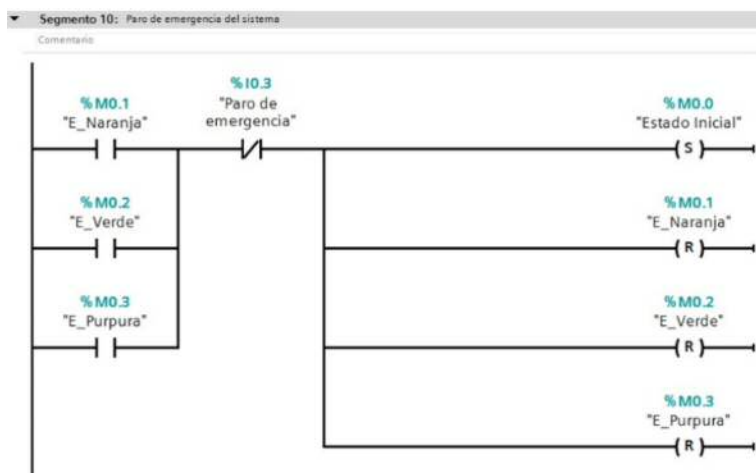 Segmento 10: Paro de emergencia del sistema
Comentario
%I0.3
"Paro de
emergencia"
%M0.1
"E_Naranja"
%M0.0
"Estado Inicial"
S
%M0.2
"E_Verde"
%M0.1
"E_Naranja"
R
%M0.3
"E_Purpura"
%M0.2
"E_Verde"
R
%M0.3
"E_Purpura"
R